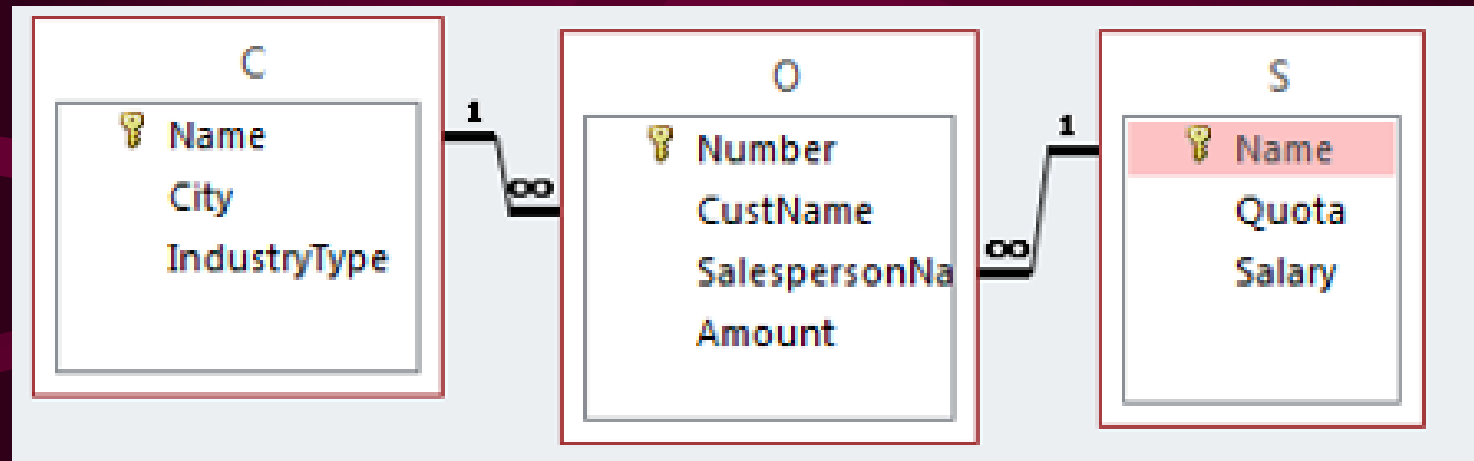 C
Name
City
IndustryType
1
∞
O
Number
CustName
SalespersonNa
Amount
∞
1
S
Name
Quota
Salary